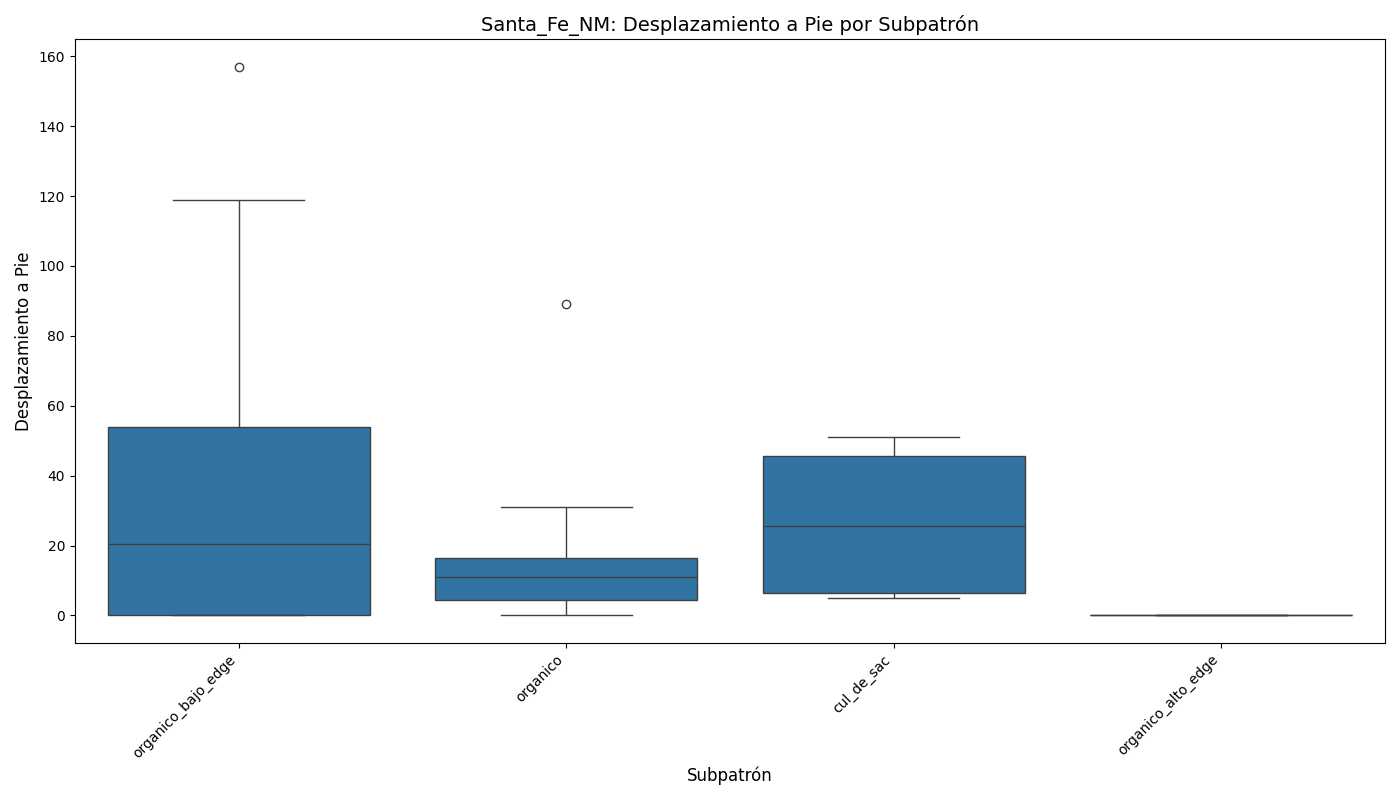 Santa_Fe_NM: Desplazamiento a Pie por Subpatrón
Desplazamiento a Pie
160
140
120
100
80
60
40
20
0
organico_bajo_edge
organico
cul_de_sac
organico_alto_edge
Subpatrón